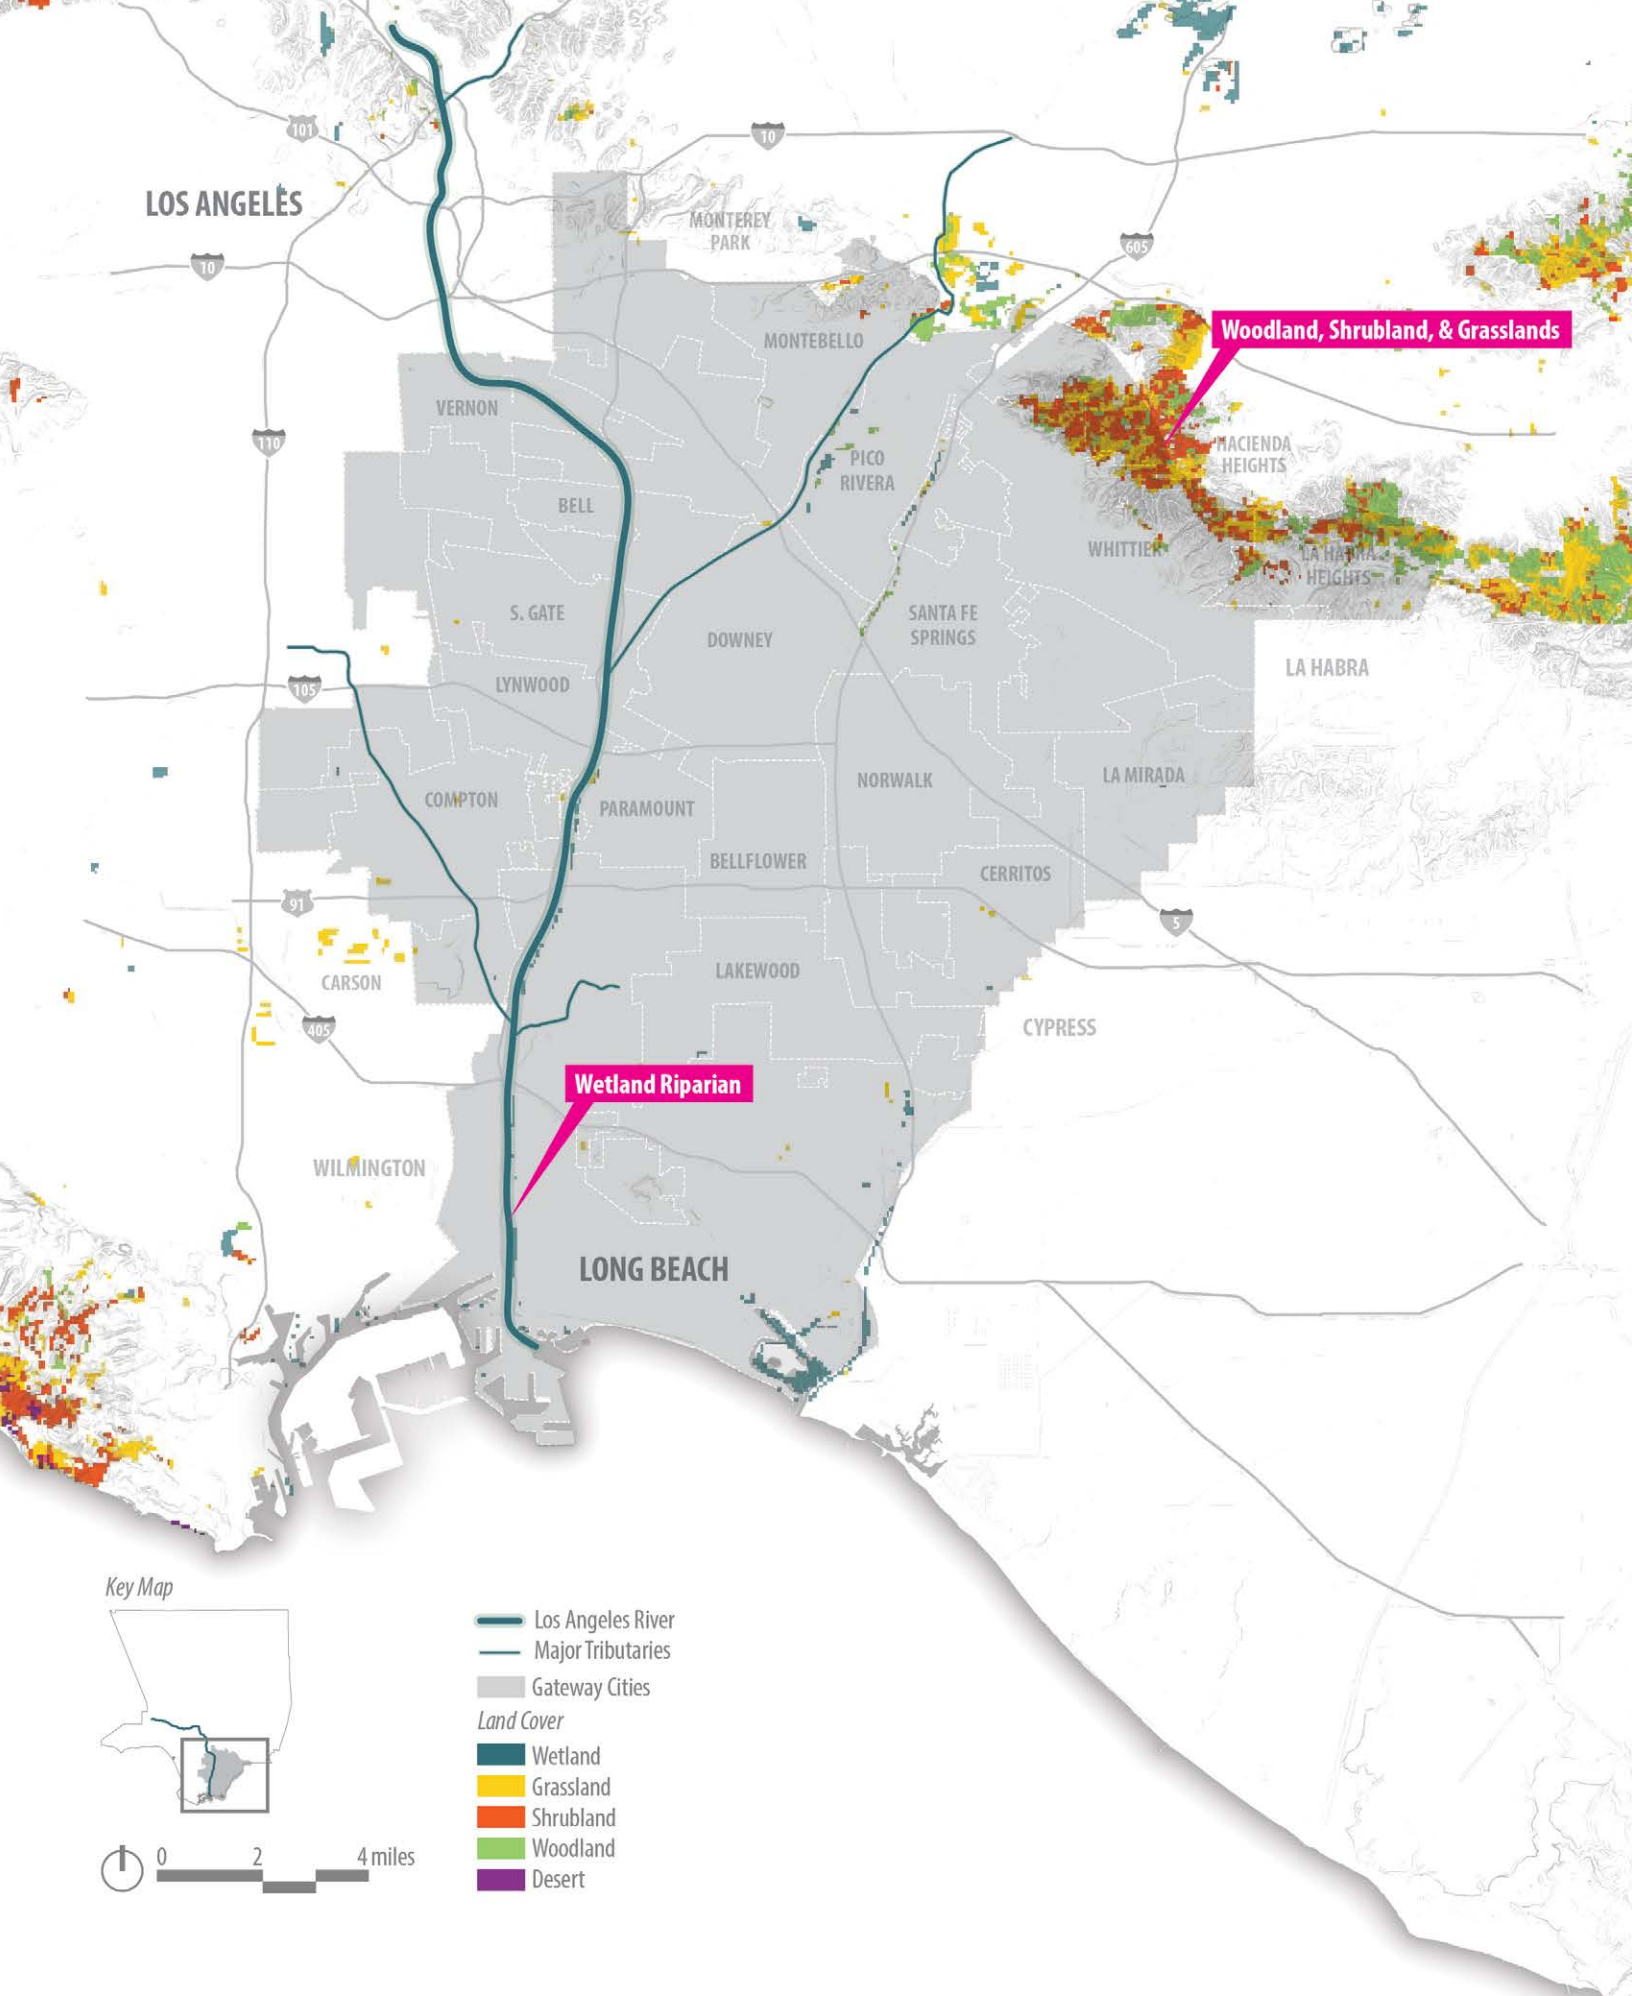 101
10
LOS ANGELES
MONTEREY
PARK
605
10
Woodland, Shrubland, & Grasslands
MONTEBELLO
VERNON
110
HACIENDA
HEIGHTS
PICO
RIVERA
BELL
WHITTIER
LA HABRA
HEIGHTS
S. GATE
SANTA FE
SPRINGS
DOWNEY
LA HABRA
LYNWOOD
105
NORWALK
LA MIRADA
COMPTON
PARAMOUNT
BELLFLOWER
CERRITOS
91
5
LAKEWOOD
CARSON
405
CYPRESS
Wetland Riparian
WILMINGTON
LONG BEACH
Key Map
Los Angeles River
Major Tributaries
Gateway Cities
Land Cover
Wetland
Grassland
Shrubland
Woodland
Desert
0 2 4 miles